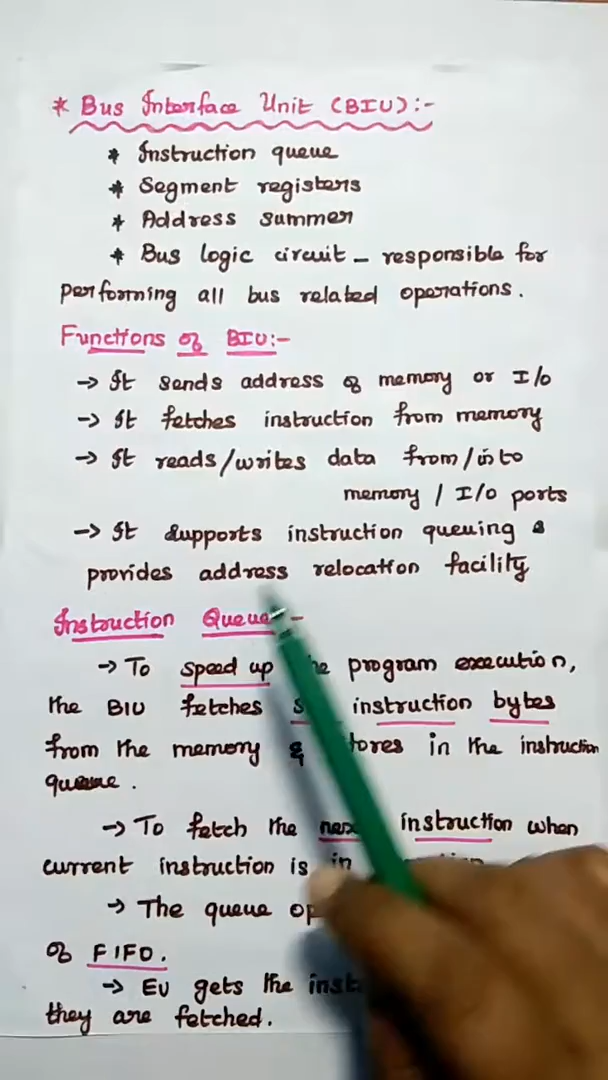 * Bus Interface Unit (BIU):-
* Instruction queue
* Segment registers
* Address summer
* Bus logic circuit - responsible for
performing all bus related operations.
Functions of BIU:-
→ It sends address of memory or I/O
→ It fetches instruction from memory
→ It reads/writes data from/into
memory / I/O ports
→ It supports instruction queuing &
provides address relocation facility
Instruction Queue:-
→ To speed up the program execution,
the BIU fetches instruction bytes
from the memory & stores in the instruction
queue.
→ To fetch the next instruction when
current instruction is in
→ The queue
of FIFO.
→ EU gets the
they are fetched.